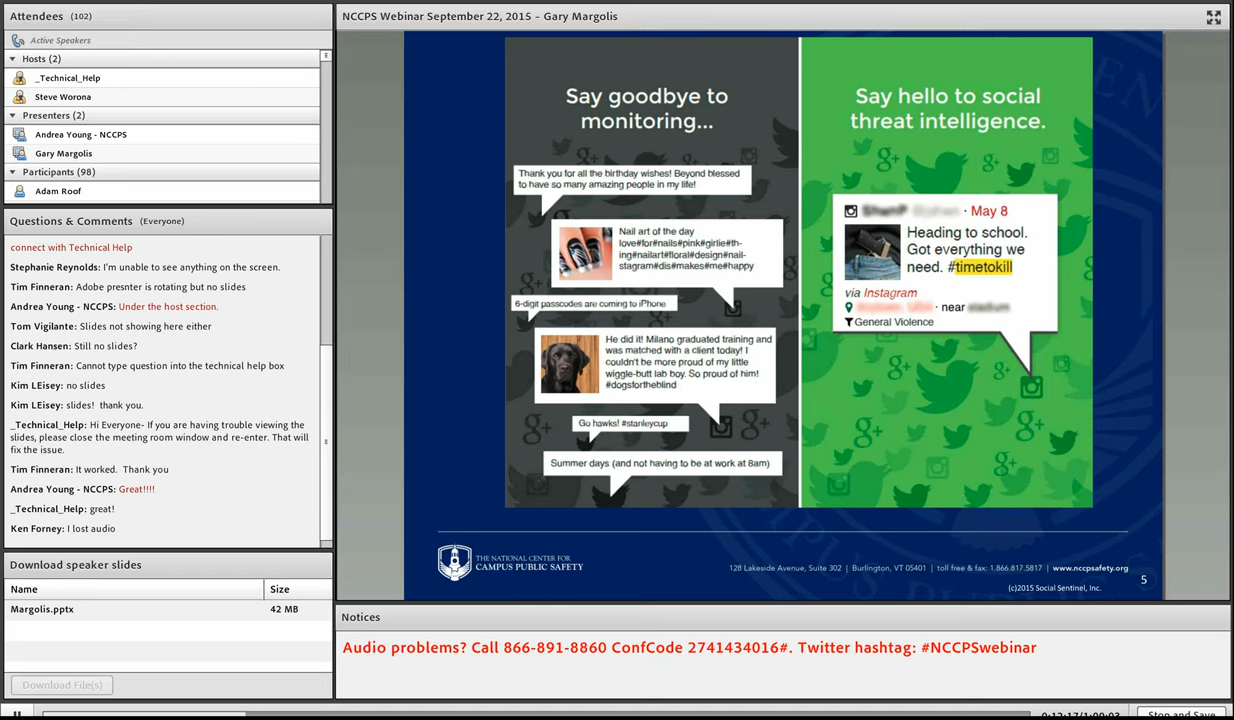 Attendees (102)
Active Speakers
Hosts (2)
_Technical_Help
Steve Worona
Presenters (2)
Andrea Young - NCCPS
Gary Margolis
Participants (98)
Adam Roof
Questions & Comments (Everyone)
connect with Technical Help
Stephanie Reynolds: I'm unable to see anything on the screen.
Tim Finneran: Adobe presnter is rotating but no slides
Andrea Young - NCCPS: Under the host section.
Tom Vigilante: Slides not showing here either
Clark Hansen: Still no slides?
Tim Finneran: Cannot type question into the technical help box
Kim LEisey: no slides
Kim LEisey: slides! thank you.
_Technical_Help: Hi Everyone- If you are having trouble viewing the
slides, please close the meeting room window and re-enter. That will
fix the issue.
Tim Finneran: It worked. Thank you
Andrea Young - NCCPS: Great!!!!
_Technical_Help: great!
Ken Forney: I lost audio
Download speaker slides
Name Size
Margolis.pptx 42 MB
Download File(s)
NCCPS Webinar September 22, 2015 - Gary Margolis
Say goodbye to
monitoring...
Thank you for all the birthday wishes! Beyond blessed
to have so many amazing people in my life!
Nail art of the day
love#for#nails#pink#girlie#th-
ing#nailart#floral#design#nail-
stagram#dis#makes#me#happy
6-digit passcodes are coming to iPhone
He did it! Milano graduated training and
was matched with a client today! I
couldn't be more proud of my little
wiggle-butt lab boy. So proud of him!
#dogsfortheblind
Go hawks! #stanleycup
Summer days (and not having to be at work at 8am)
Say hello to social
threat intelligence.
· May 8
Heading to school.
Got everything we
need. #timetokill
via Instagram
· near
General Violence
THE NATIONAL CENTER FOR
CAMPUS PUBLIC SAFETY
128 Lakeside Avenue, Suite 302 | Burlington, VT 05401 | toll free & fax: 1.866.817.5817 | www.nccpsafety.org
5
(c)2015 Social Sentinel, Inc.
Notices
Audio problems? Call 866-891-8860 ConfCode 2741434016#. Twitter hashtag: #NCCPSwebinar
0:12:17/1:00:03
Stop and Save